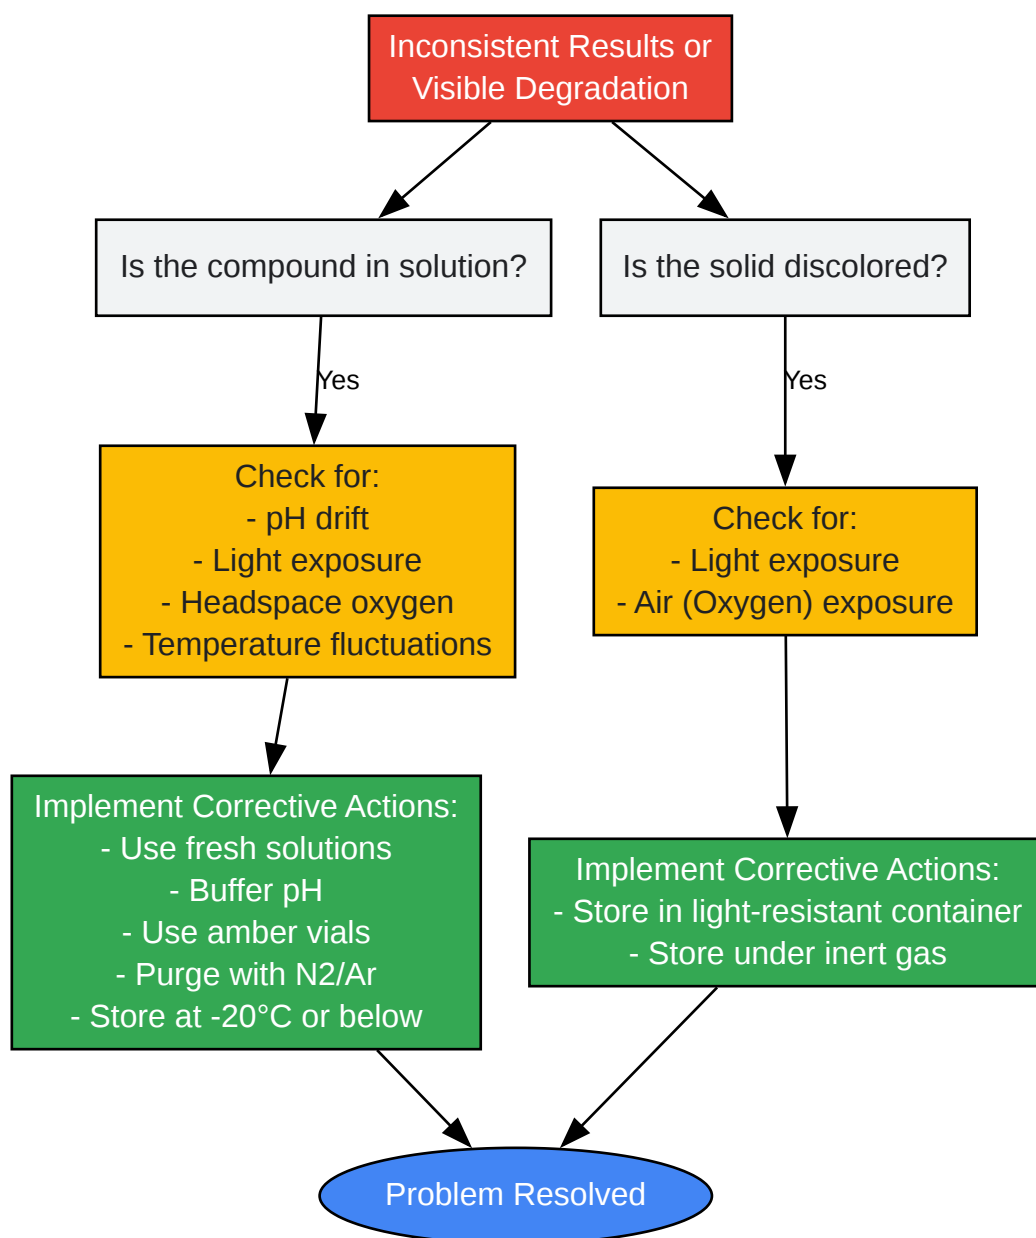 Inconsistent Results or
Visible Degradation
Is the compound in solution?
Is the solid discolored?
Yes
Yes
Check for:
- pH drift
- Light exposure
- Headspace oxygen
- Temperature fluctuations
Check for:
- Light exposure
- Air (Oxygen) exposure
Implement Corrective Actions:
- Use fresh solutions
- Buffer pH
- Use amber vials
- Purge with N2/Ar
- Store at -20°C or below
Implement Corrective Actions:
- Store in light-resistant container
- Store under inert gas
Problem Resolved